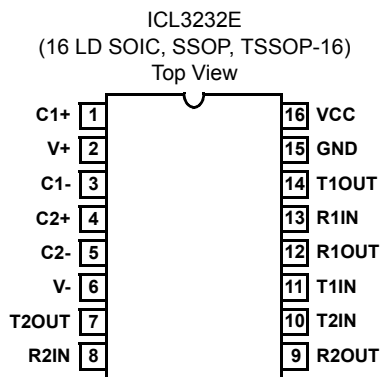 ICL3232E
(16 LD SOIC, SSOP, TSSOP-16)
Top View
C1+ 1 16 VCC
V+ 2 15 GND
C1- 3 14 T1OUT
C2+ 4 13 R1IN
C2- 5 12 R1OUT
V- 6 11 T1IN
T2OUT 7 10 T2IN
R2IN 8 9 R2OUT